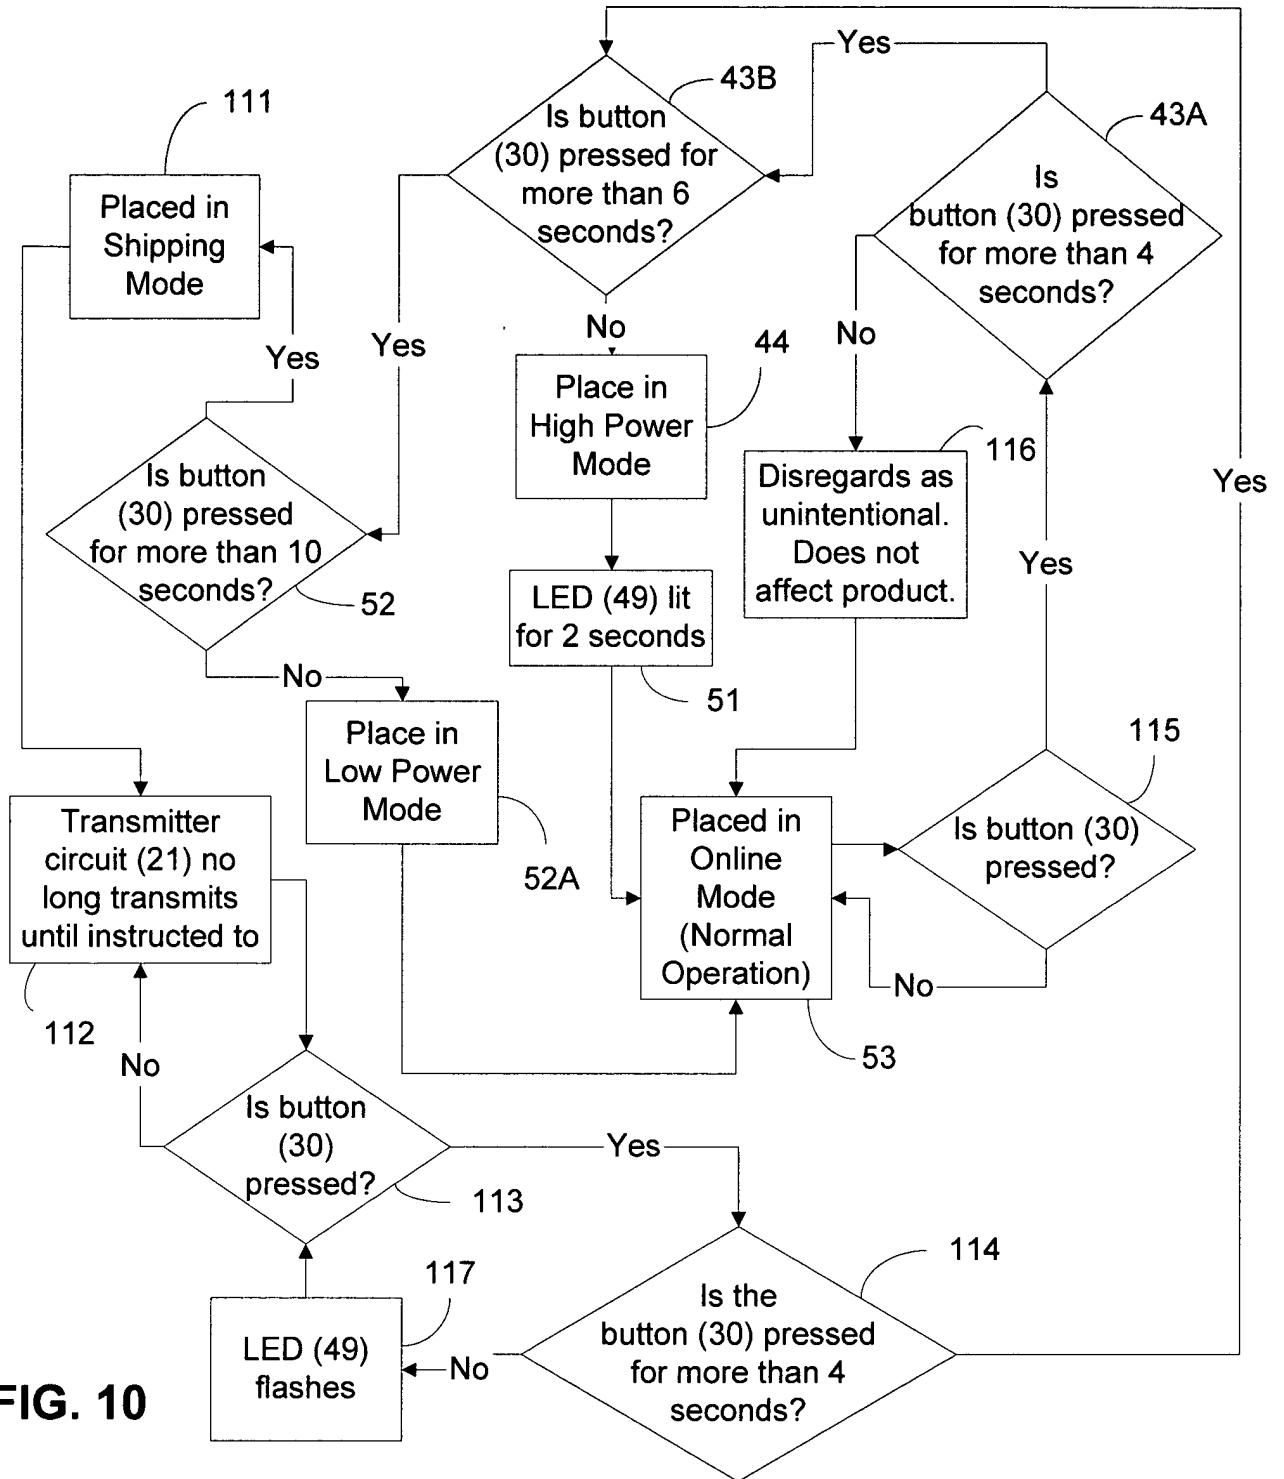 Yes
43B
Is button
(30) pressed for
more than 6
seconds?
43A
Is
button (30) pressed
for more than 4
seconds?
111
Placed in
Shipping
Mode
Yes
Yes
No
No
44
Place in
High Power
Mode
116
Disregards as
unintentional.
Does not
affect product.
Yes
Is button
(30) pressed
for more than 10
seconds?
52
Yes
LED (49) lit
for 2 seconds
51
No
Place in
Low Power
Mode
52A
115
Is button (30)
pressed?
Placed in
Online
Mode
(Normal
Operation)
53
No
Transmitter
circuit (21) no
long transmits
until instructed to
112
No
Is button
(30)
pressed?
113
Yes
114
Is the
button (30) pressed
for more than 4
seconds?
117
LED (49)
flashes
No
FIG. 10